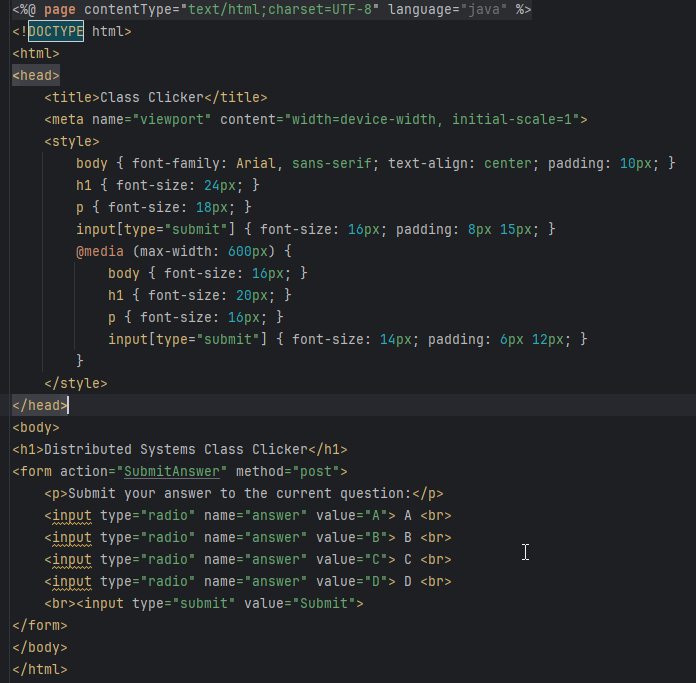 <%@ page contentType="text/html;charset=UTF-8" language="java" %>
<!DOCTYPE html>
<html>
<head>
    <title>Class Clicker</title>
    <meta name="viewport" content="width=device-width, initial-scale=1">
    <style>
        body { font-family: Arial, sans-serif; text-align: center; padding: 10px; }
        h1 { font-size: 24px; }
        p { font-size: 18px; }
        input[type="submit"] { font-size: 16px; padding: 8px 15px; }
        @media (max-width: 600px) {
            body { font-size: 16px; }
            h1 { font-size: 20px; }
            p { font-size: 16px; }
            input[type="submit"] { font-size: 14px; padding: 6px 12px; }
        }
    </style>
</head>
<body>
<h1>Distributed Systems Class Clicker</h1>
<form action="SubmitAnswer" method="post">
    <p>Submit your answer to the current question:</p>
    <input type="radio" name="answer" value="A"> A <br>
    <input type="radio" name="answer" value="B"> B <br>
    <input type="radio" name="answer" value="C"> C <br>
    <input type="radio" name="answer" value="D"> D <br>
    <br><input type="submit" value="Submit">
</form>
</body>
</html>